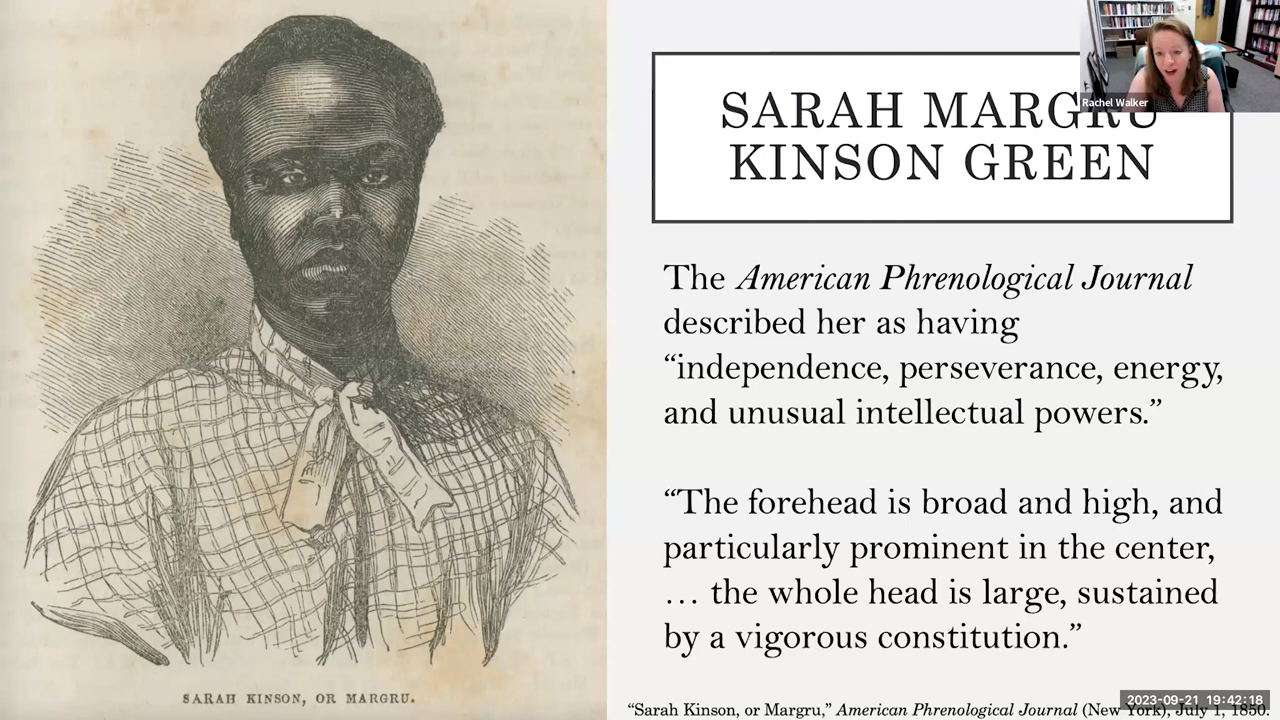 SARAH MARGRU
KINSON GREEN
Rachel Walker
The American Phrenological Journal
described her as having
“independence, perseverance, energy,
and unusual intellectual powers.”
“The forehead is broad and high, and
particularly prominent in the center,
… the whole head is large, sustained
by a vigorous constitution.”
SARAH KINSON, OR MARGRU.
2023-09-21 19:42:18
“Sarah Kinson, or Margru,” American Phrenological Journal (New York), July 1, 1850.